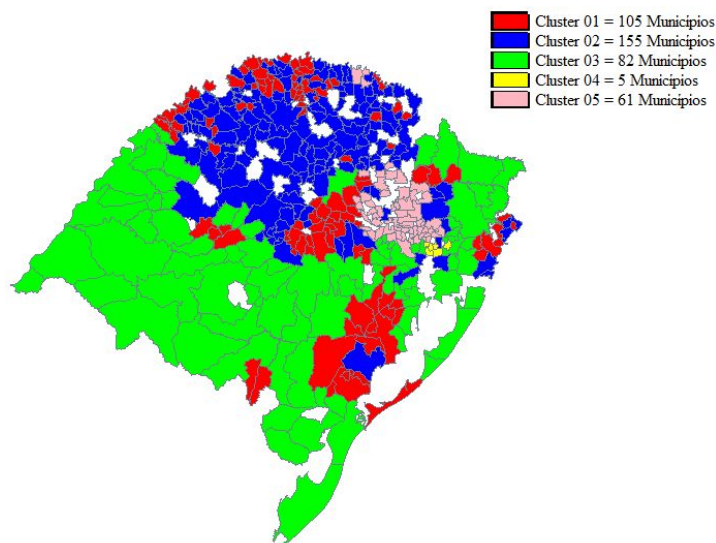 Cluster 01 = 105 Municípios
Cluster 02 = 155 Municípios
Cluster 03 = 82 Municípios
Cluster 04 = 5 Municípios
Cluster 05 = 61 Municípios